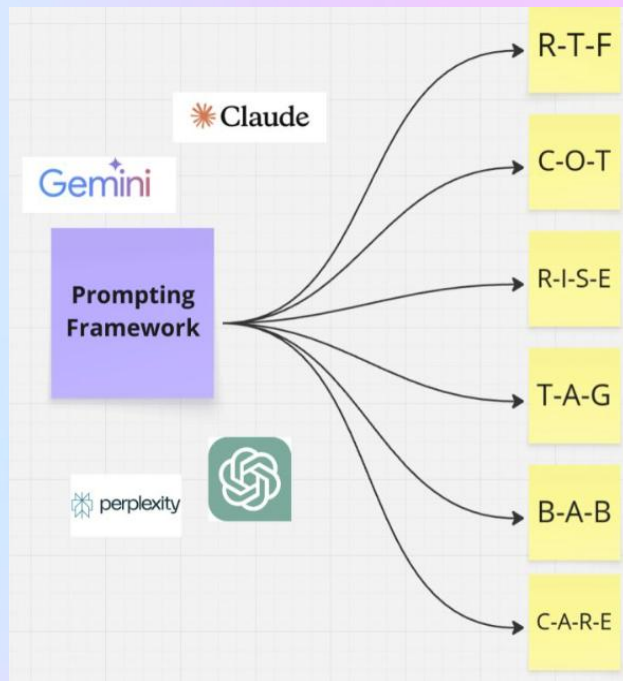 Claude
Gemini
Prompting
Framework
perplexity
R-T-F
C-O-T
R-I-S-E
T-A-G
B-A-B
C-A-R-E